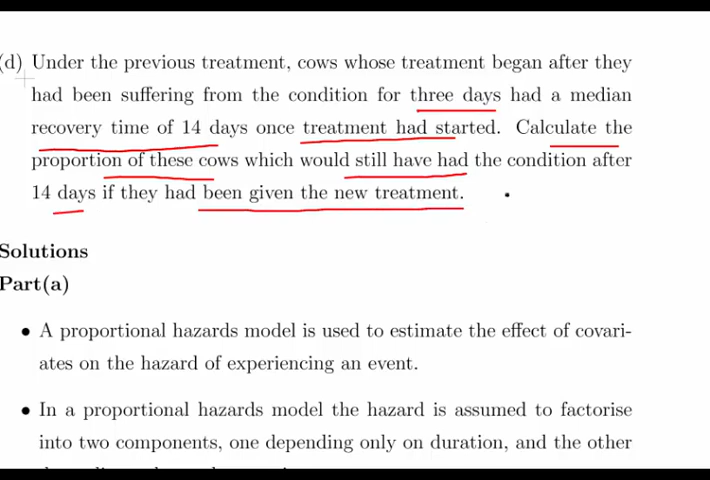 (d) Under the previous treatment, cows whose treatment began after they
had been suffering from the condition for three days had a median
recovery time of 14 days once treatment had started. Calculate the
proportion of these cows which would still have had the condition after
14 days if they had been given the new treatment.
Solutions
Part(a)
• A proportional hazards model is used to estimate the effect of covari-
ates on the hazard of experiencing an event.
• In a proportional hazards model the hazard is assumed to factorise
into two components, one depending only on duration, and the other